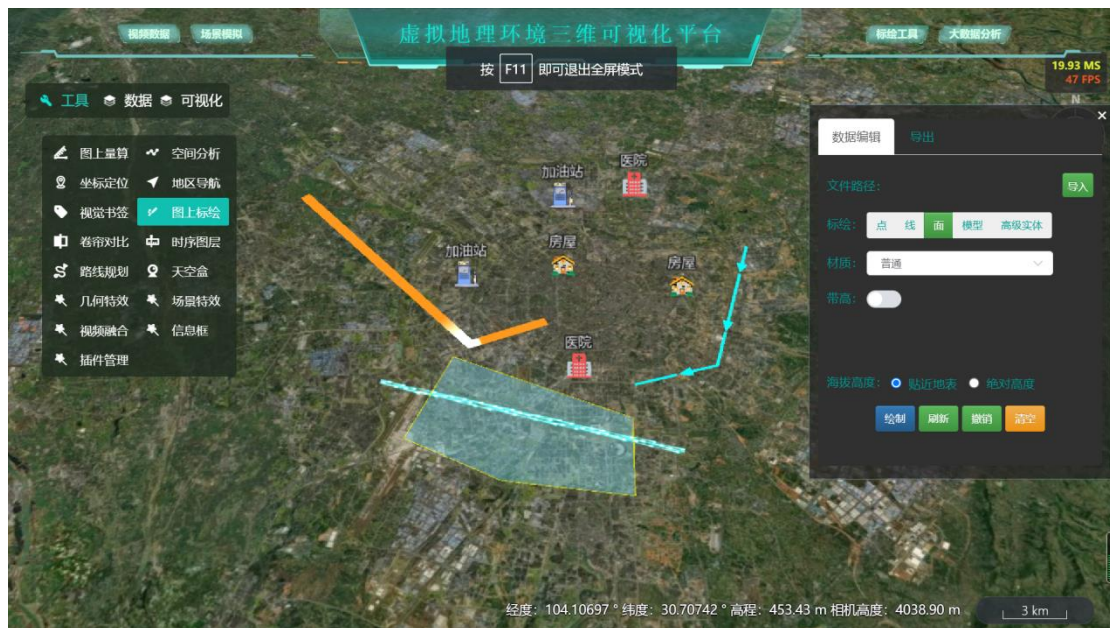 视频数据 场景模拟 虚拟地理环境三维可视化平台 标绘工具 大数据分析
按 F11 即可退出全屏模式
19.93 MS
47 FPS
N
工具 数据 可视化
图上量算 空间分析
坐标定位 地区导航
视觉书签 图上标绘
卷帘对比 时序图层
路线规划 天空盒
几何特效 场景特效
视频融合 信息框
插件管理
加油站
医院
加油站
房屋
房屋
医院
数据编辑 导出
文件路径: 导入
标绘: 点 线 面 模型 高级实体
材质: 普通
带高:
海拔高度: 贴近地表 绝对高度
绘制 刷新 撤销 清空
经度: 104.10697 ° 纬度: 30.70742 ° 高程: 453.43 m 相机高度: 4038.90 m
3 km